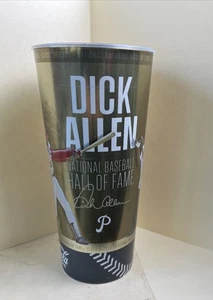 DICK
ALLEN
NATIONAL BASEBALL
HALL OF FAME
Dick Allen
P